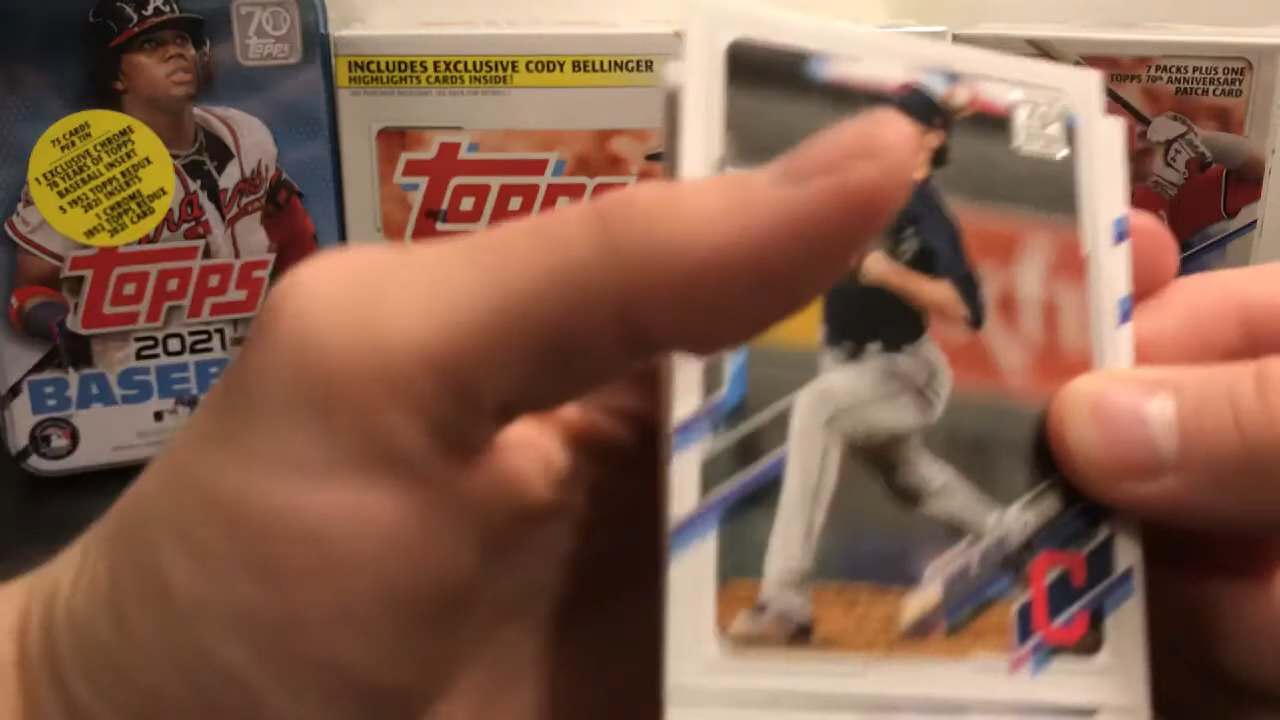 70
TOPPS
75 CARDS
PER TIN
1 EXCLUSIVE CHROME
70 YEARS OF TOPPS
BASEBALL INSERT
5 1952 TOPPS REDUX
2021 INSERTS
1 CHROME
1952 TOPPS REDUX
2021 CARD
TOPPS
2021
BASEB
INCLUDES EXCLUSIVE CODY BELLINGER
HIGHLIGHTS CARDS INSIDE!
TOPPS
7 PACKS PLUS ONE
TOPPS 70th ANNIVERSARY
PATCH CARD
C